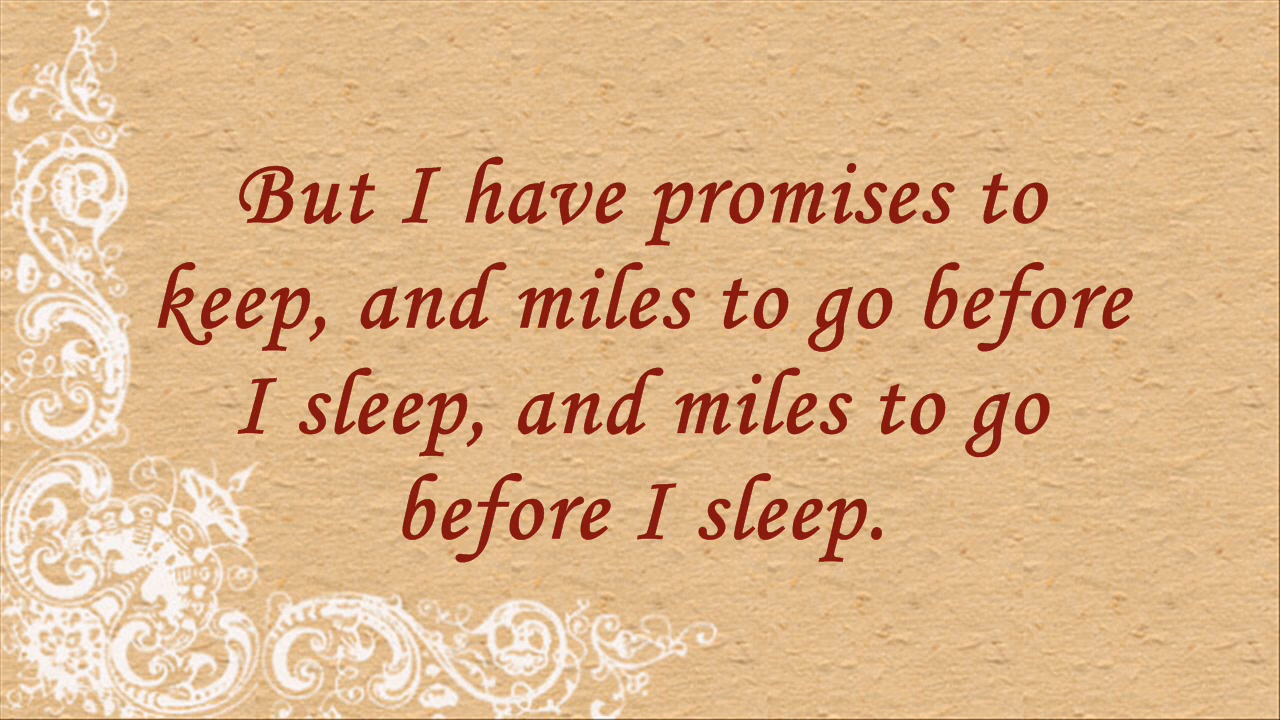 But I have promises to
keep, and miles to go before
I sleep, and miles to go
before I sleep.